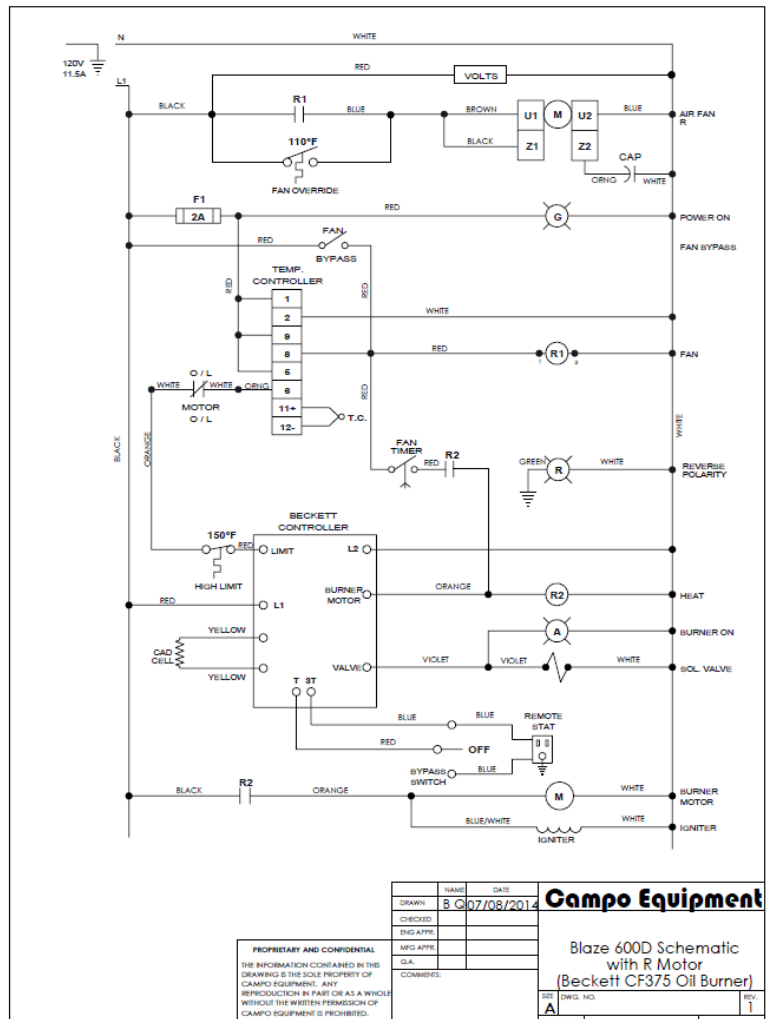 N
WHITE
120V
11.5A
RED
VOLTS
L1
BLACK
R1
BLUE
BROWN
U1
M
U2
BLUE
AIR FAN
R
BLACK
Z1
Z2
110°F
FAN OVERRIDE
CAP
ORNG
WHITE
F1
2A
RED
G
POWER ON
RED
FAN
BYPASS
FAN BYPASS
TEMP.
CONTROLLER
RED
RED
1
2
WHITE
9
8
RED
1
R1
2
FAN
5
O / L
WHITE
WHITE
ORNG
6
MOTOR
O / L
11+
12-
T.C.
RED
WHITE
BLACK
ORANGE
FAN
TIMER
RED
R2
GREEN
R
WHITE
REVERSE
POLARITY
BECKETT
CONTROLLER
150°F
RED
LIMIT
L2
HIGH LIMIT
BURNER
MOTOR
ORANGE
R2
HEAT
RED
L1
YELLOW
A
BURNER ON
CAD
CELL
YELLOW
VALVE
VIOLET
VIOLET
WHITE
SOL. VALVE
T
3T
BLUE
BLUE
REMOTE
STAT
RED
OFF
BYPASS
SWITCH
BLUE
BLACK
R2
ORANGE
M
WHITE
BURNER
MOTOR
BLUE/WHITE
IGNITER
WHITE
IGNITER
NAME
DATE
DRAWN
B Q
07/08/2014
CHECKED
ENG APPR.
MFG APPR.
Q.A.
COMMENTS:
Campo Equipment
Blaze 600D Schematic
with R Motor
(Beckett CF375 Oil Burner)
SIZE
A
DWG. NO.
REV.
1
PROPRIETARY AND CONFIDENTIAL
THE INFORMATION CONTAINED IN THIS
DRAWING IS THE SOLE PROPERTY OF
CAMPO EQUIPMENT. ANY
REPRODUCTION IN PART OR AS A WHOLE
WITHOUT THE WRITTEN PERMISSION OF
CAMPO EQUIPMENT IS PROHIBITED.